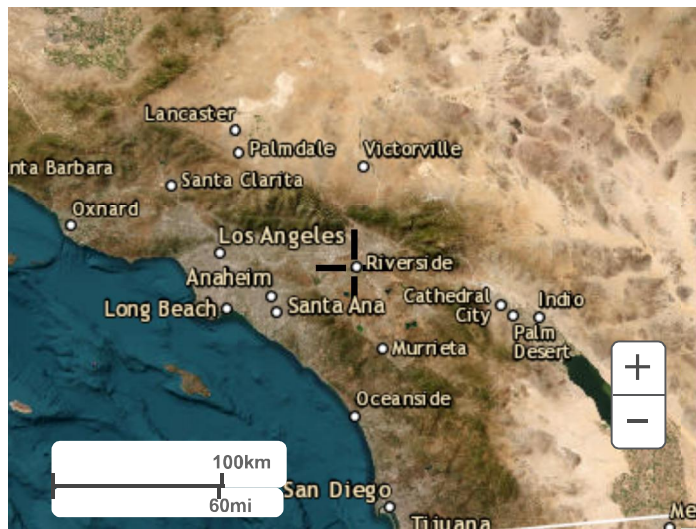 Lancaster
Palmdale
Victorville
nta Barbara
Santa Clarita
Oxnard
Los Angeles
Riverside
Anaheim
Cathedral
City
Indio
Long Beach
Santa Ana
Palm
Desert
Murrieta
+
Oceanside
−
100km
60mi
San Diego
Tijuana
Me